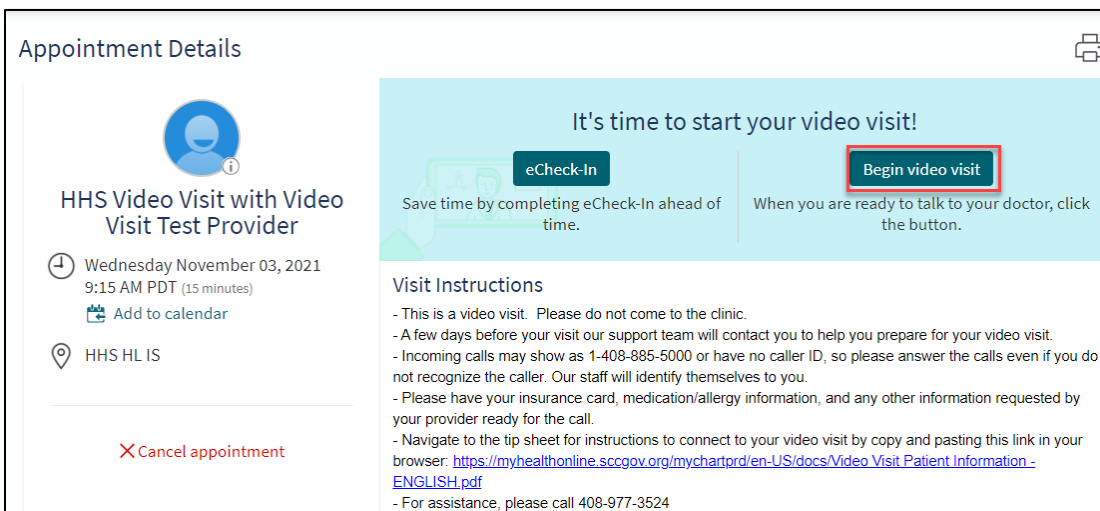 Appointment Details
HHS Video Visit with Video
Visit Test Provider
Wednesday November 03, 2021
9:15 AM PDT (15 minutes)
Add to calendar
HHS HL IS
Cancel appointment
It's time to start your video visit!
eCheck-In
Save time by completing eCheck-In ahead of
time.
Begin video visit
When you are ready to talk to your doctor, click
the button.
Visit Instructions
- This is a video visit.  Please do not come to the clinic.
- A few days before your visit our support team will contact you to help you prepare for your video visit.
- Incoming calls may show as 1-408-885-5000 or have no caller ID, so please answer the calls even if you do
not recognize the caller. Our staff will identify themselves to you.
- Please have your insurance card, medication/allergy information, and any other information requested by
your provider ready for the call.
- Navigate to the tip sheet for instructions to connect to your video visit by copy and pasting this link in your
browser: https://myhealthonline.sccgov.org/mychartprd/en-US/docs/Video Visit Patient Information -
ENGLISH.pdf
- For assistance, please call 408-977-3524